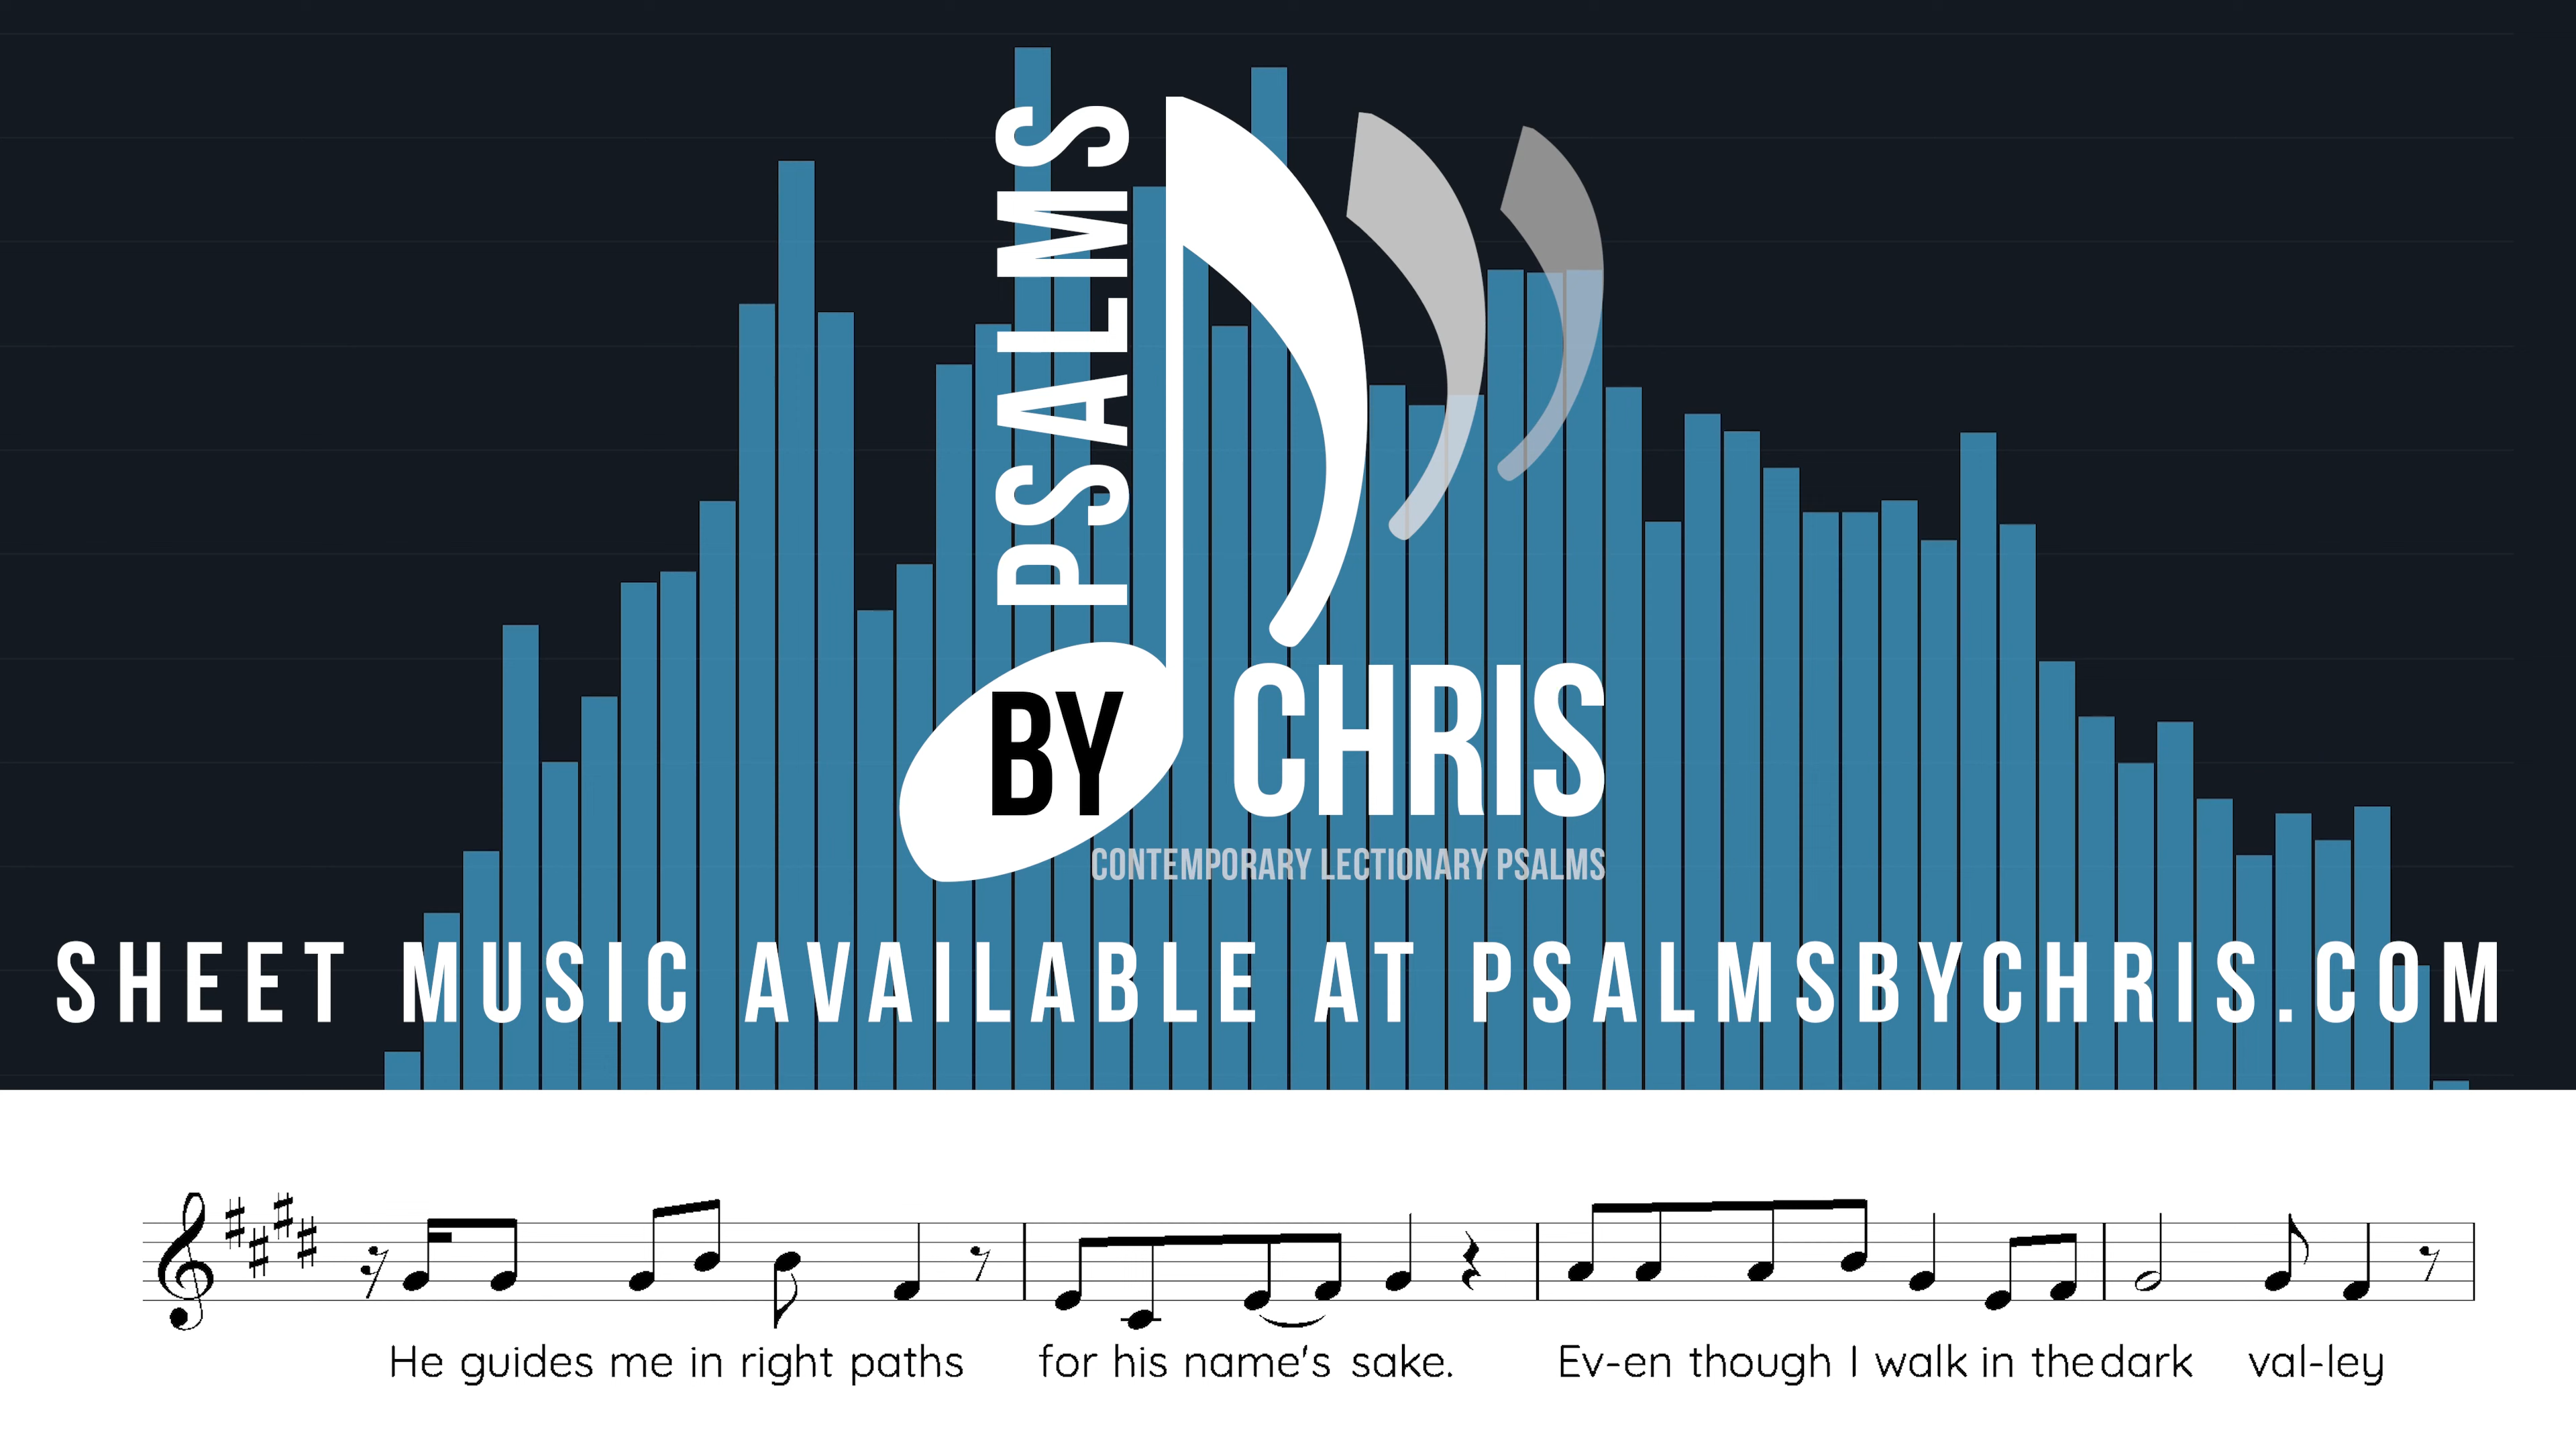 PSALMS
BY CHRIS
CONTEMPORARY LECTIONARY PSALMS
SHEET MUSIC AVAILABLE AT PSALMSBYCHRIS.COM
He guides me in right paths for his name's sake. Ev-en though I walk in the dark val-ley